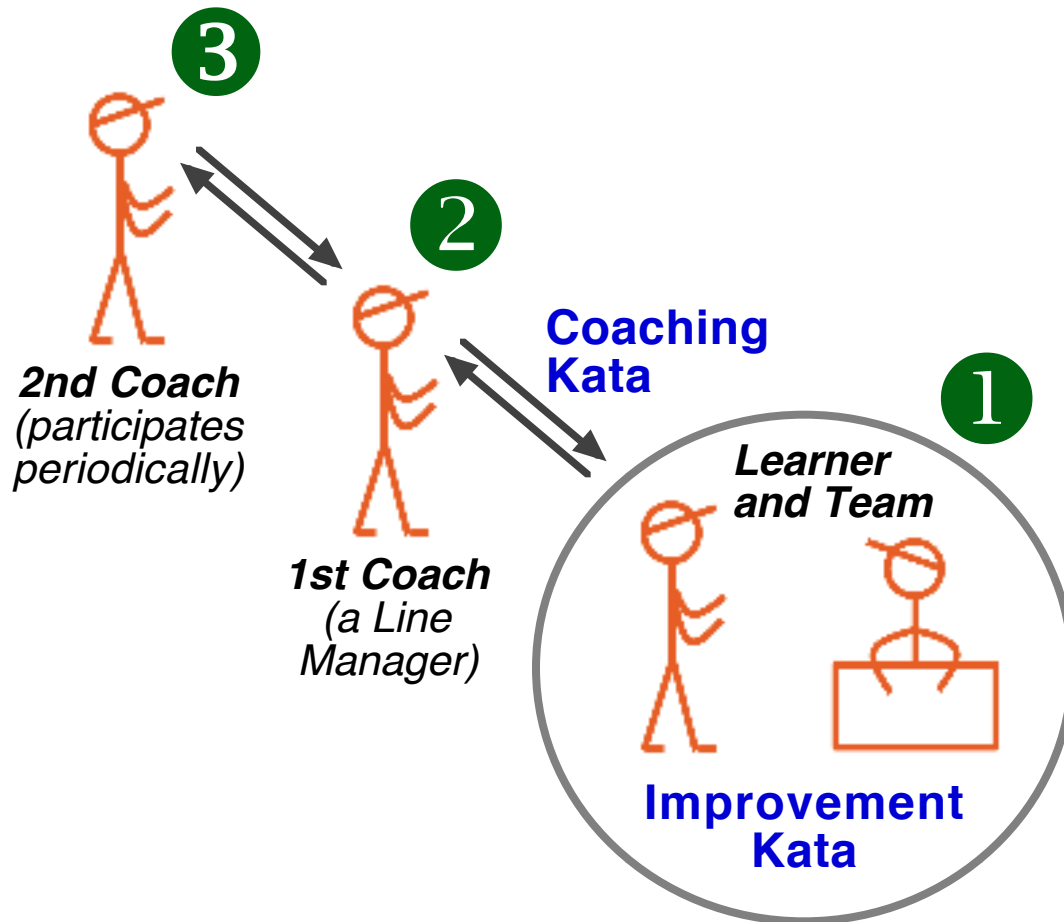 3
2nd Coach
(participates
periodically)
2
1st Coach
(a Line
Manager)
Coaching
Kata
1
Learner
and Team
Improvement
Kata